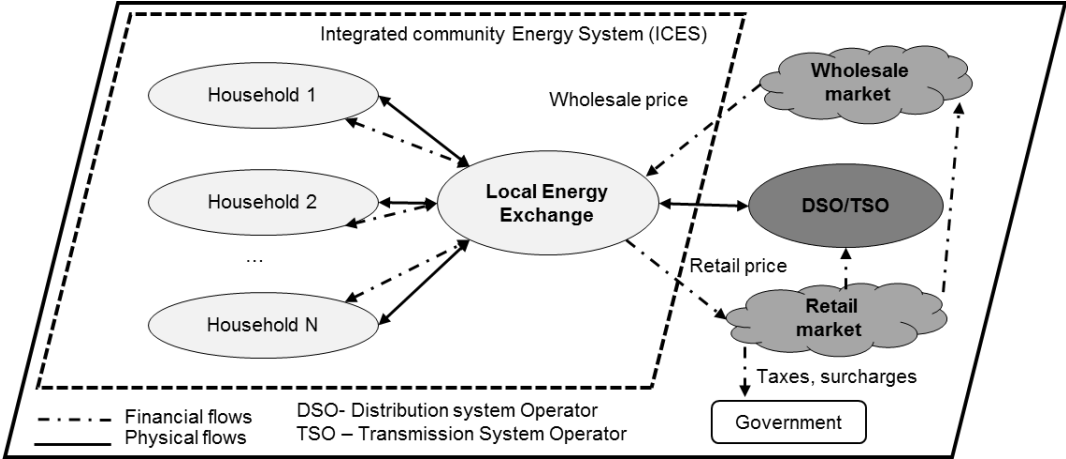 Integrated community Energy System (ICES)
Household 1
Wholesale
market
Wholesale price
Household 2
Local Energy
Exchange
DSO/TSO
...
Retail price
Household N
Retail
market
Taxes, surcharges
Financial flows
DSO- Distribution system Operator
Physical flows
TSO – Transmission System Operator
Government